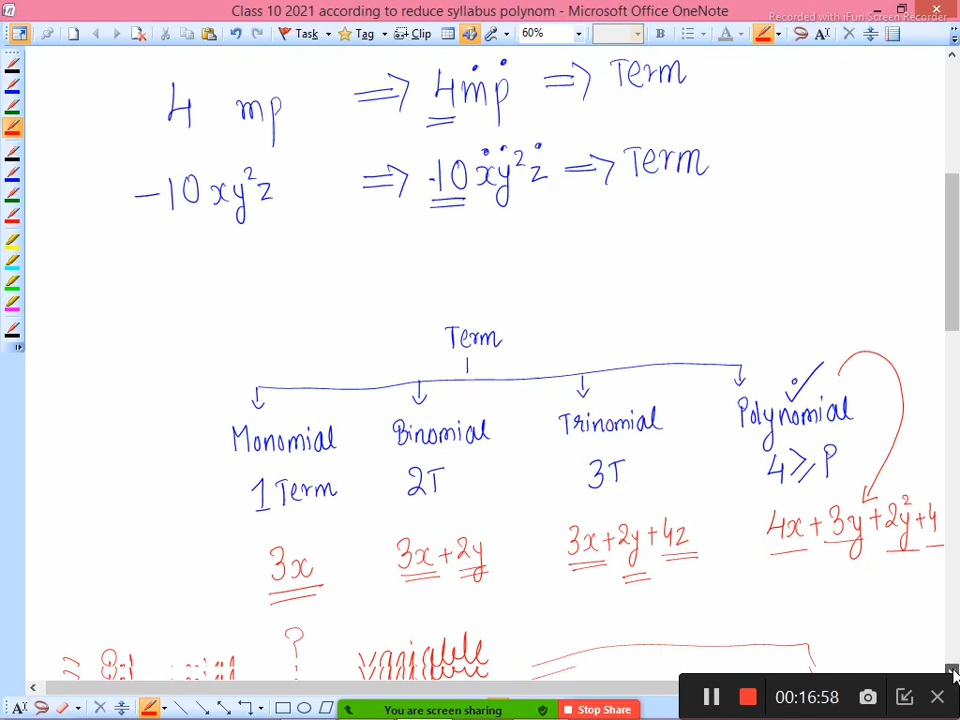 Class 10 2021 according to reduce syllabus polynom - Microsoft Office OneNote
Recorded with iFun Screen Recorder
Task Tag Clip 60% B A
4 mp ⇒ 4mp ⇒ Term
-10xy²z ⇒ -10xy²z ⇒ Term
Term
Monomial Binomial Trinomial Polynomial
1 Term 2T 3T 4 ≥ P
3x 3x+2y 3x+2y+4z 4x+3y+2y²+4
?
variable
00:16:58
You are screen sharing Stop Share